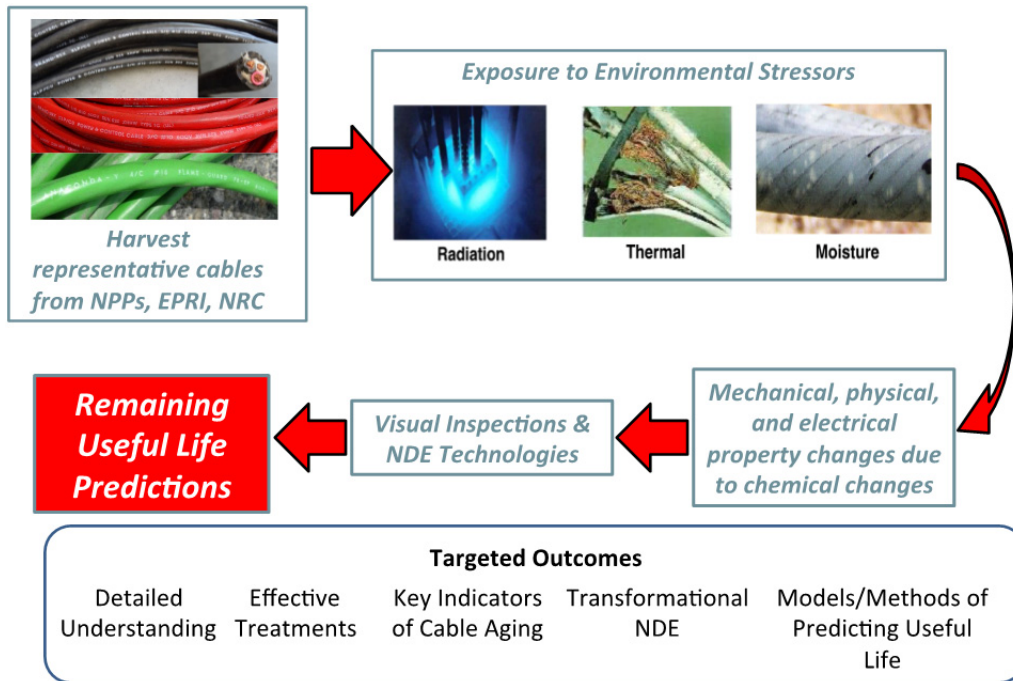 Harvest
representative cables
from NPPs, EPRI, NRC
Exposure to Environmental Stressors
Radiation
Thermal
Moisture
Mechanical, physical,
and electrical
property changes due
to chemical changes
Visual Inspections &
NDE Technologies
Remaining
Useful Life
Predictions
Targeted Outcomes
Detailed
Understanding
Effective
Treatments
Key Indicators
of Cable Aging
Transformational
NDE
Models/Methods of
Predicting Useful
Life